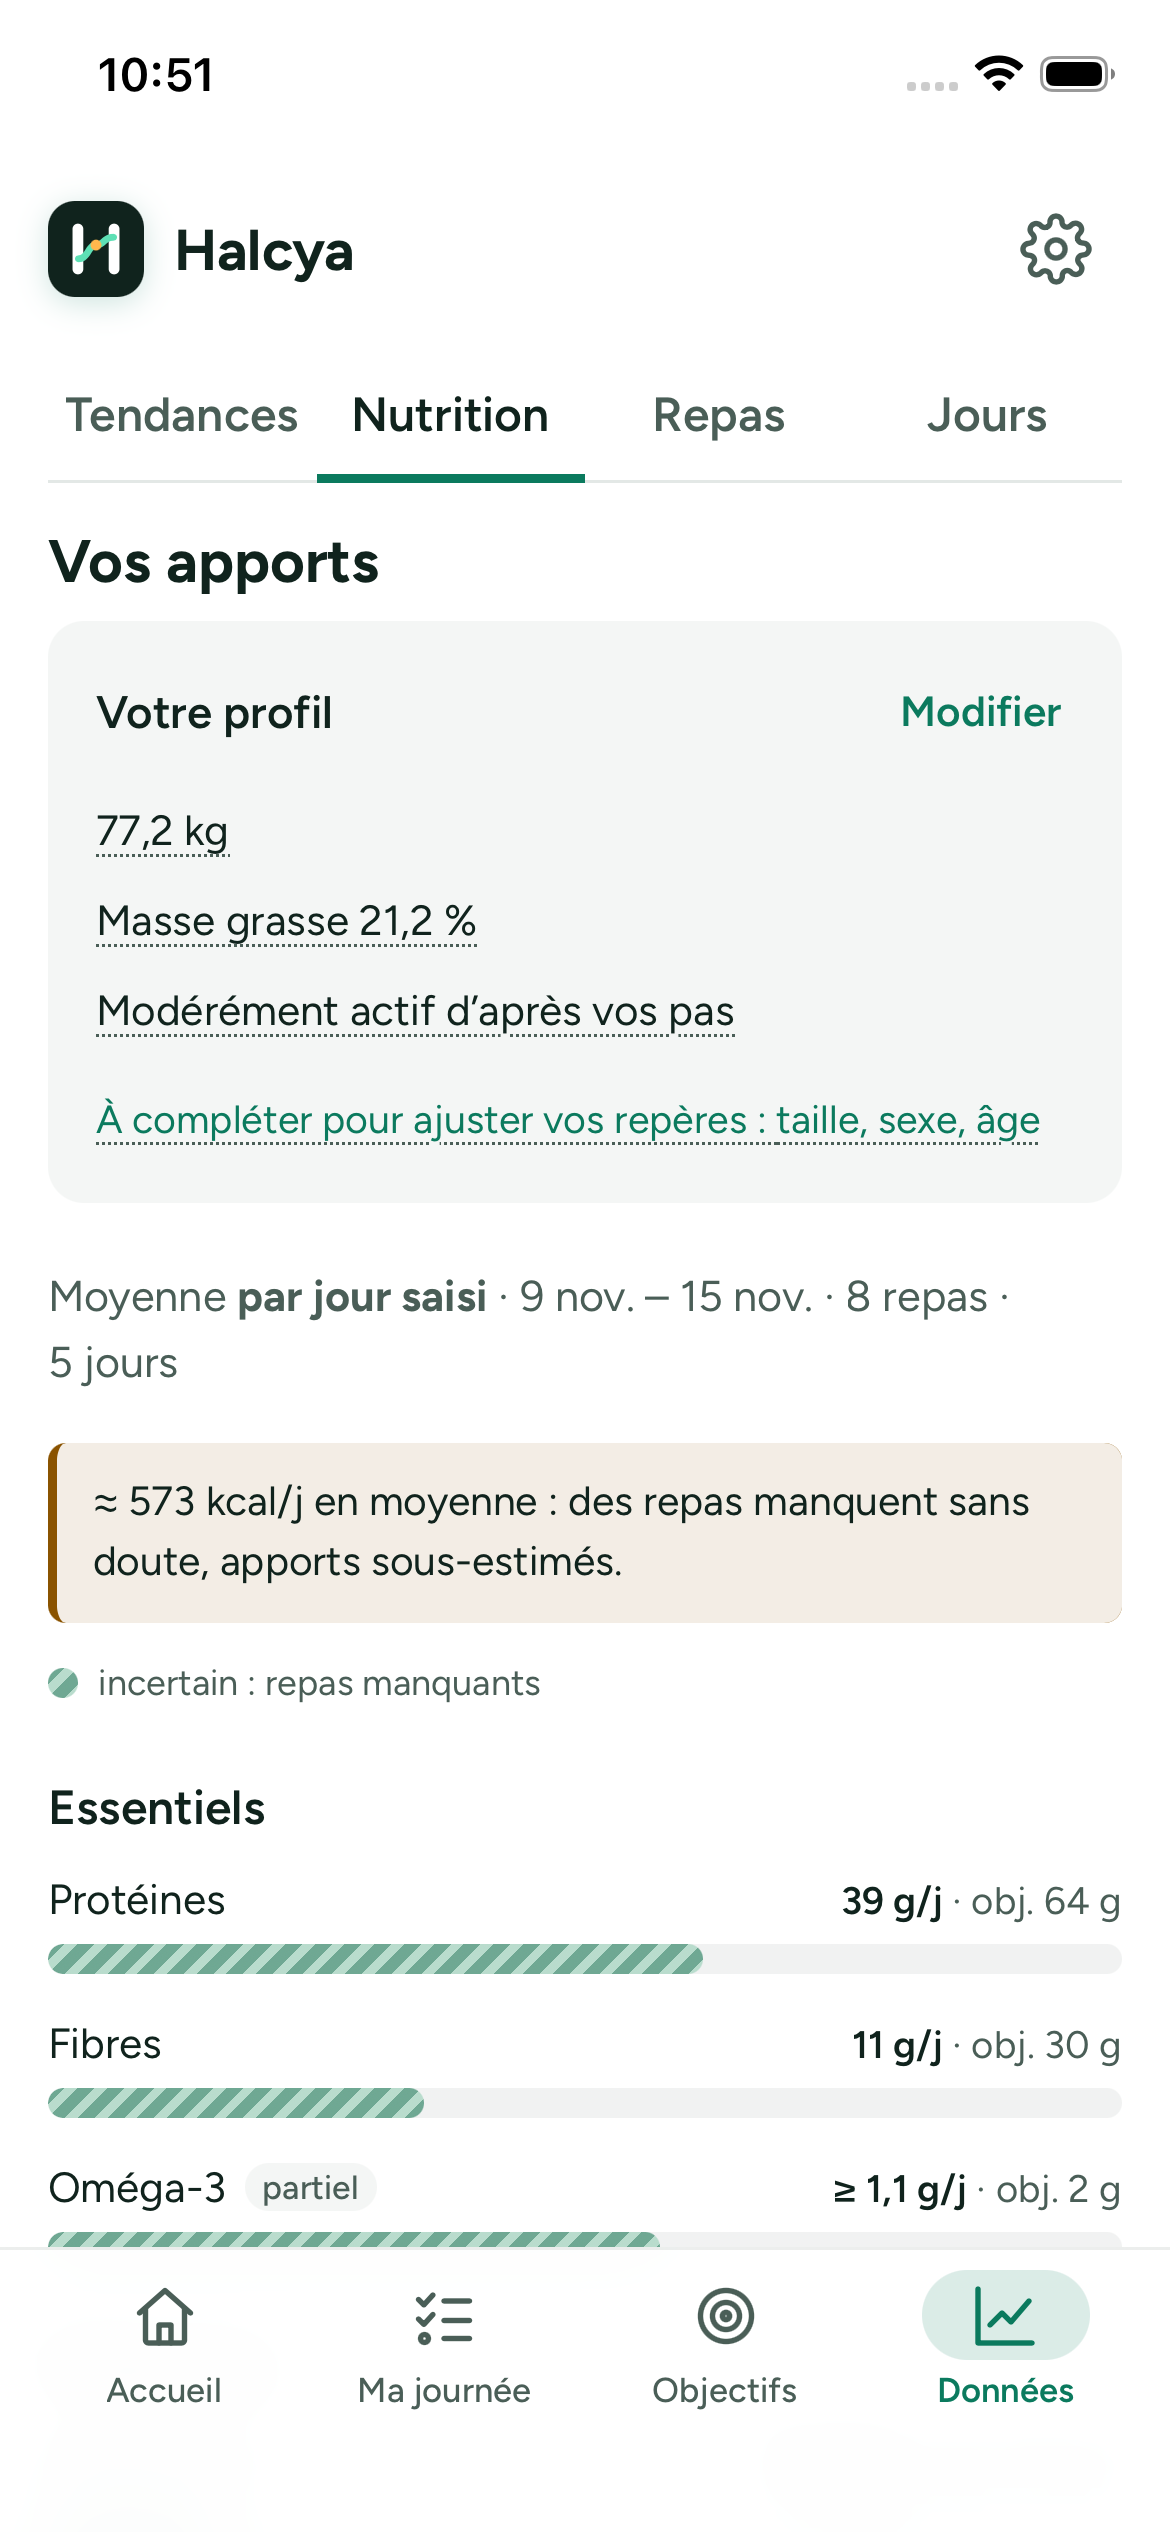 10:51
Halcya
Tendances Nutrition Repas Jours
Vos apports
Votre profil Modifier
77,2 kg
Masse grasse 21,2 %
Modérément actif d’après vos pas
À compléter pour ajuster vos repères : taille, sexe, âge
Moyenne par jour saisi · 9 nov. – 15 nov. · 8 repas ·
5 jours
≈ 573 kcal/j en moyenne : des repas manquent sans
doute, apports sous-estimés.
incertain : repas manquants
Essentiels
Protéines 39 g/j · obj. 64 g
Fibres 11 g/j · obj. 30 g
Oméga-3 partiel ≥ 1,1 g/j · obj. 2 g
Accueil Ma journée Objectifs Données